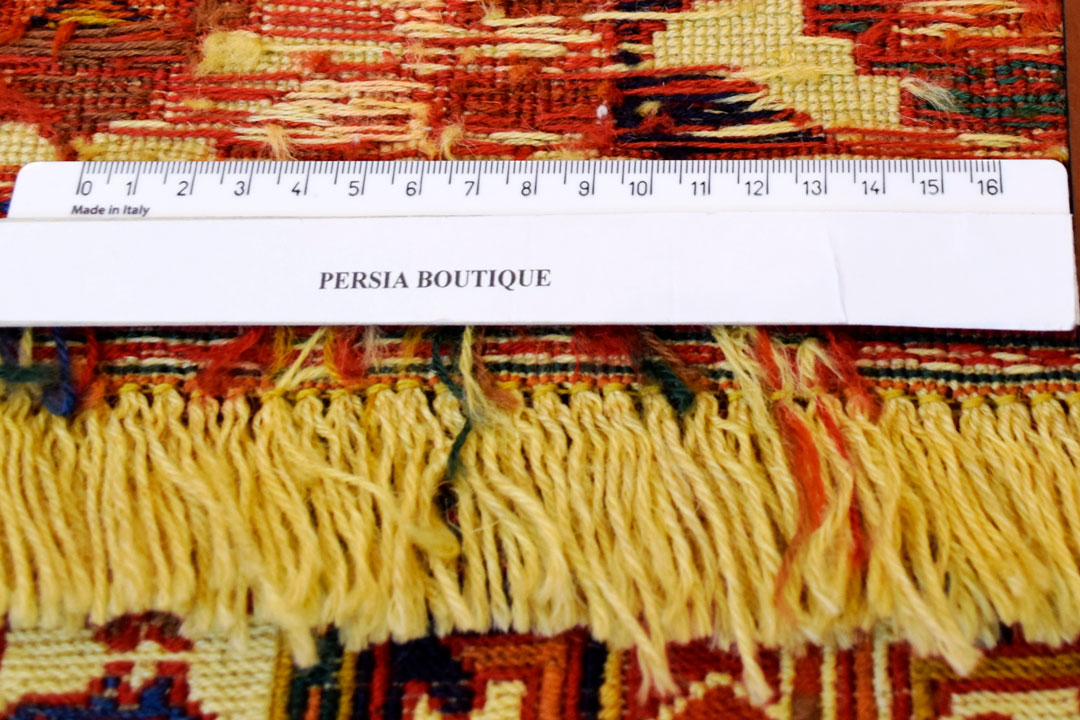 0 1 2 3 4 5 6 7 8 9 10 11 12 13 14 15 16
Made in Italy
PERSIA BOUTIQUE